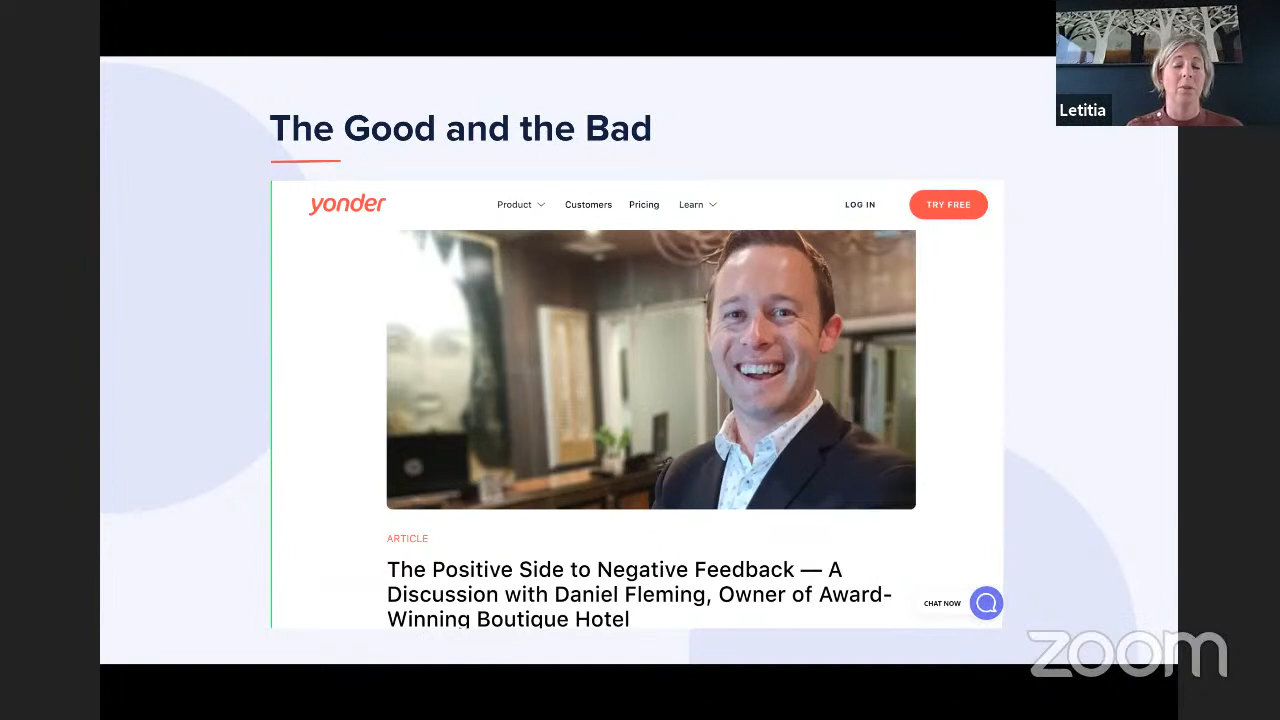 Letitia
The Good and the Bad
yonder
Product
Customers
Pricing
Learn
LOG IN
TRY FREE
ARTICLE
The Positive Side to Negative Feedback — A
Discussion with Daniel Fleming, Owner of Award-
Winning Boutique Hotel
CHAT NOW
zoom